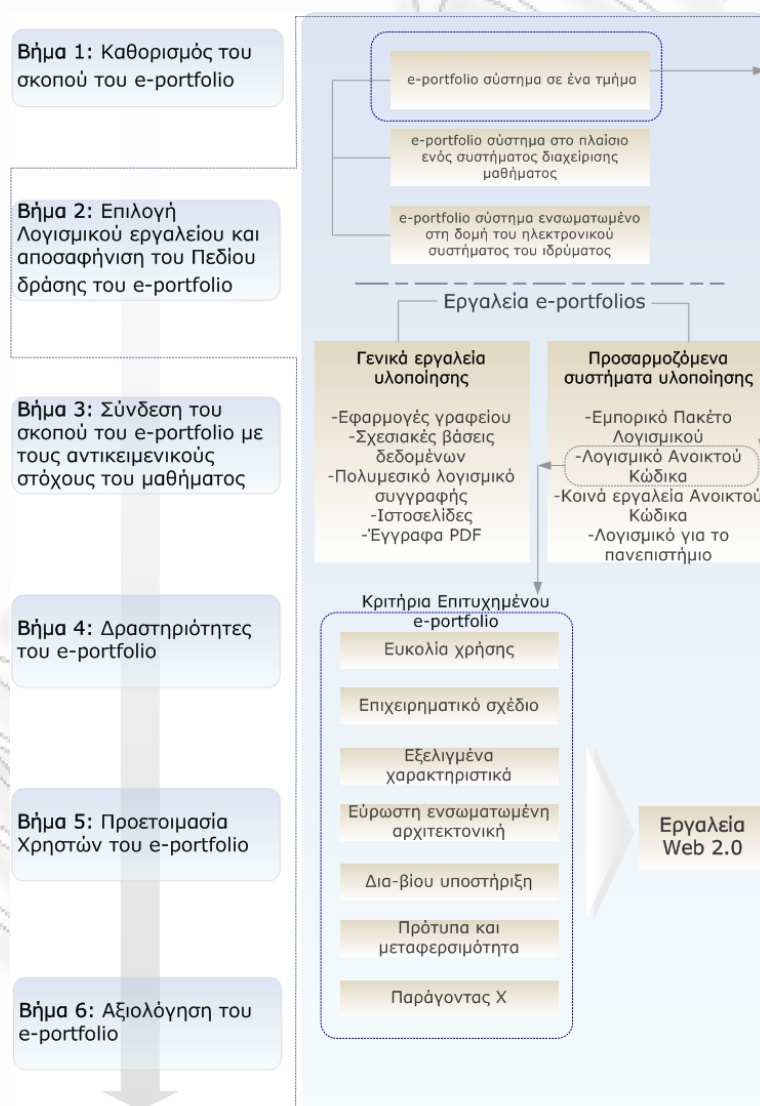 Βήμα 1: Καθορισμός του
σκοπού του e-portfolio
Βήμα 2: Επιλογή
Λογισμικού εργαλείου και
αποσαφήνιση του Πεδίου
δράσης του e-portfolio
Βήμα 3: Σύνδεση του
σκοπού του e-portfolio με
τους αντικειμενικούς
στόχους του μαθήματος
Βήμα 4: Δραστηριότητες
του e-portfolio
Βήμα 5: Προετοιμασία
Χρηστών του e-portfolio
Βήμα 6: Αξιολόγηση του
e-portfolio
e-portfolio σύστημα σε ένα τμήμα
e-portfolio σύστημα στο πλαίσιο
ενός συστήματος διαχείρισης
μαθήματος
e-portfolio σύστημα ενσωματωμένο
στη δομή του ηλεκτρονικού
συστήματος του ιδρύματος
Εργαλεία e-portfolios
Γενικά εργαλεία
υλοποίησης
-Εφαρμογές γραφείου
-Σχεσιακές βάσεις
δεδομένων
-Πολυμεσικό λογισμικό
συγγραφής
-Ιστοσελίδες
-Έγγραφα PDF
Προσαρμοζόμενα
συστήματα υλοποίησης
-Εμπορικό Πακέτο
Λογισμικού
-Λογισμικό Ανοικτού
Κώδικα
-Κοινά εργαλεία Ανοικτού
Κώδικα
-Λογισμικό για το
πανεπιστήμιο
Κριτήρια Επιτυχημένου
e-portfolio
Ευκολία χρήσης
Επιχειρηματικό σχέδιο
Εξελιγμένα
χαρακτηριστικά
Εύρωστη ενσωματωμένη
αρχιτεκτονική
Δια-βίου υποστήριξη
Πρότυπα και
μεταφερσιμότητα
Παράγοντας Χ
Εργαλεία
Web 2.0